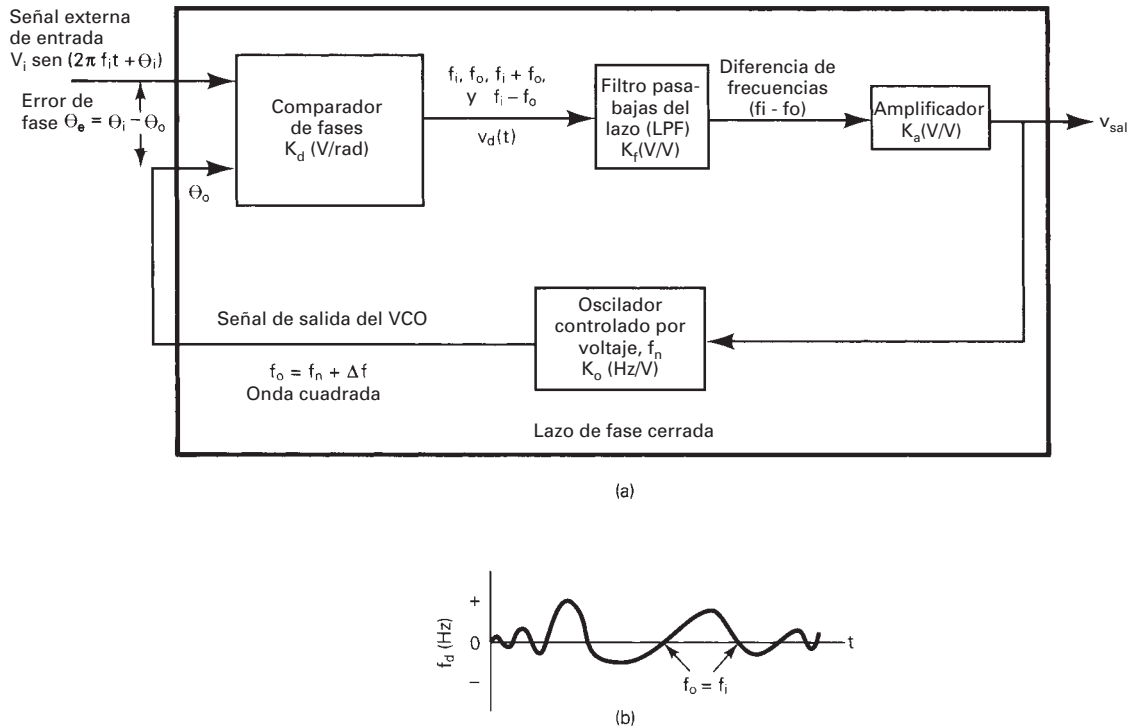 Señal externa
de entrada
V_i sen (2π f_i t + Θ_i)
Error de
fase Θ_e = Θ_i − Θ_o
Θ_o
Comparador
de fases
K_d (V/rad)
f_i, f_o, f_i + f_o,
y f_i − f_o
v_d(t)
Filtro pasa-
bajas del
lazo (LPF)
K_f(V/V)
Diferencia de
frecuencias
(fi - fo)
Amplificador
K_a(V/V)
v_sal
Señal de salida del VCO
f_o = f_n + Δf
Onda cuadrada
Oscilador
controlado por
voltaje, f_n
K_o (Hz/V)
Lazo de fase cerrada
(a)
f_d (Hz)
+
0
−
t
f_o = f_i
(b)